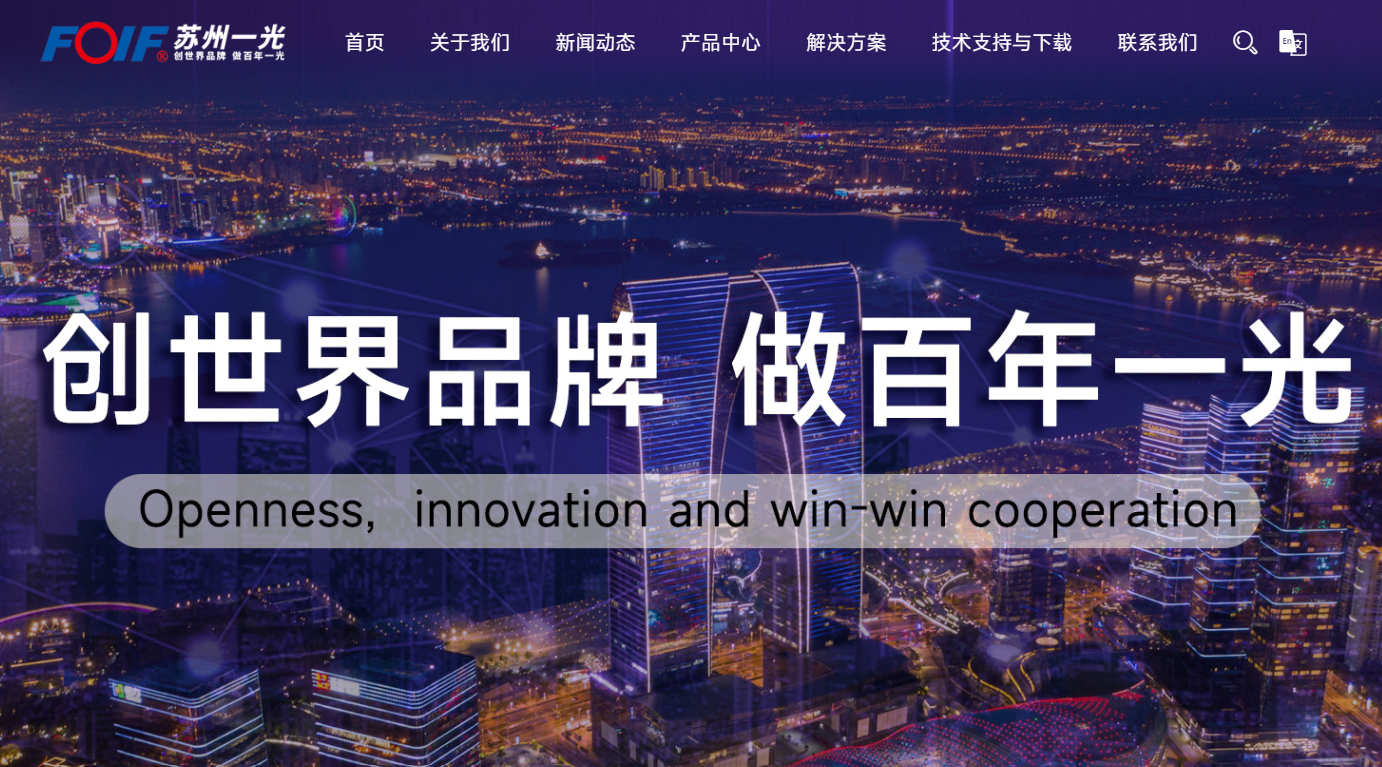 FOIF 苏州一光
创世界品牌 做百年一光
首页 关于我们 新闻动态 产品中心 解决方案 技术支持与下载 联系我们 En 文
创世界品牌 做百年一光
Openness, innovation and win-win cooperation